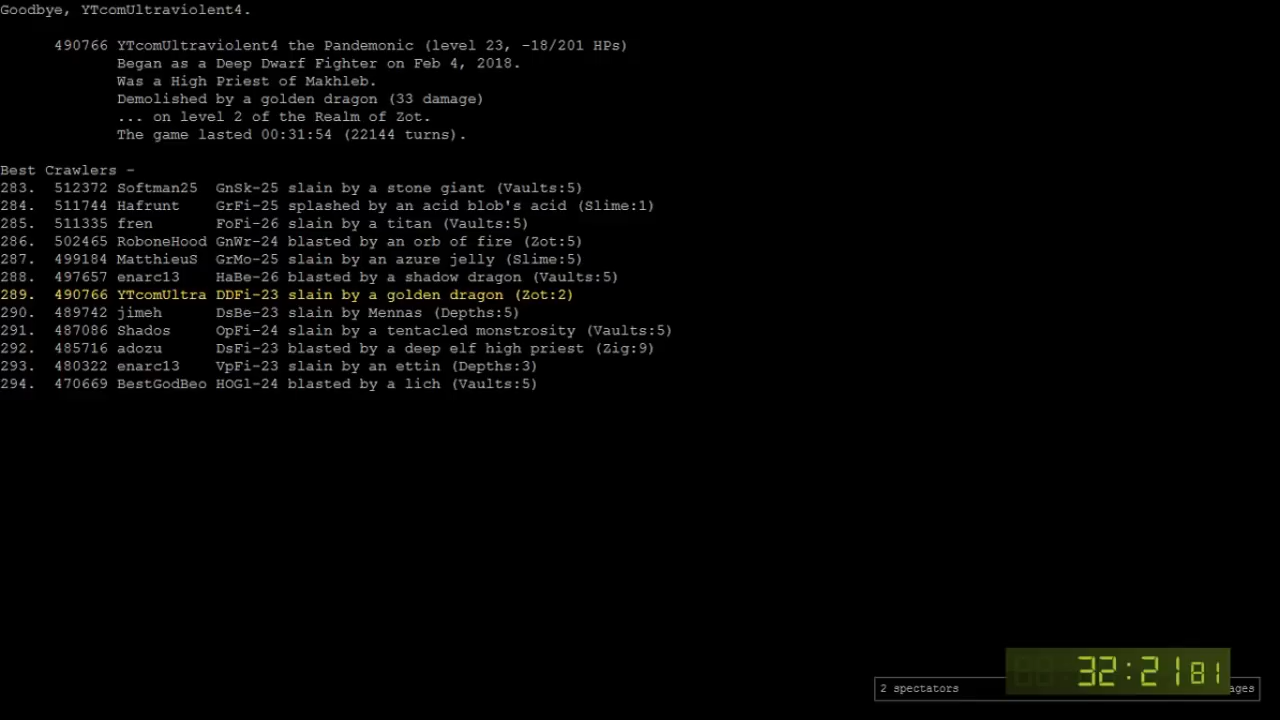 Goodbye, YTcomUltraviolent4.
490766 YTcomUltraviolent4 the Pandemonic (level 23, -18/201 HPs)
Began as a Deep Dwarf Fighter on Feb 4, 2018.
Was a High Priest of Makhleb.
Demolished by a golden dragon (33 damage)
... on level 2 of the Realm of Zot.
The game lasted 00:31:54 (22144 turns).
Best Crawlers -
283. 512372 Softman25 GnSk-25 slain by a stone giant (Vaults:5)
284. 511744 Hafrunt GrFi-25 splashed by an acid blob's acid (Slime:1)
285. 511335 fren FoFi-26 slain by a titan (Vaults:5)
286. 502465 RoboneHood GnWr-24 blasted by an orb of fire (Zot:5)
287. 499184 MatthieuS GrMo-25 slain by an azure jelly (Slime:5)
288. 497657 enarc13 HaBe-26 blasted by a shadow dragon (Vaults:5)
289. 490766 YTcomUltra DDFi-23 slain by a golden dragon (Zot:2)
290. 489742 jimeh DsBe-23 slain by Mennas (Depths:5)
291. 487086 Shados OpFi-24 slain by a tentacled monstrosity (Vaults:5)
292. 485716 adozu DsFi-23 blasted by a deep elf high priest (Zig:9)
293. 480322 enarc13 VpFi-23 slain by an ettin (Depths:3)
294. 470669 BestGodBeo HOGl-24 blasted by a lich (Vaults:5)
32:21 81
2 spectators ages